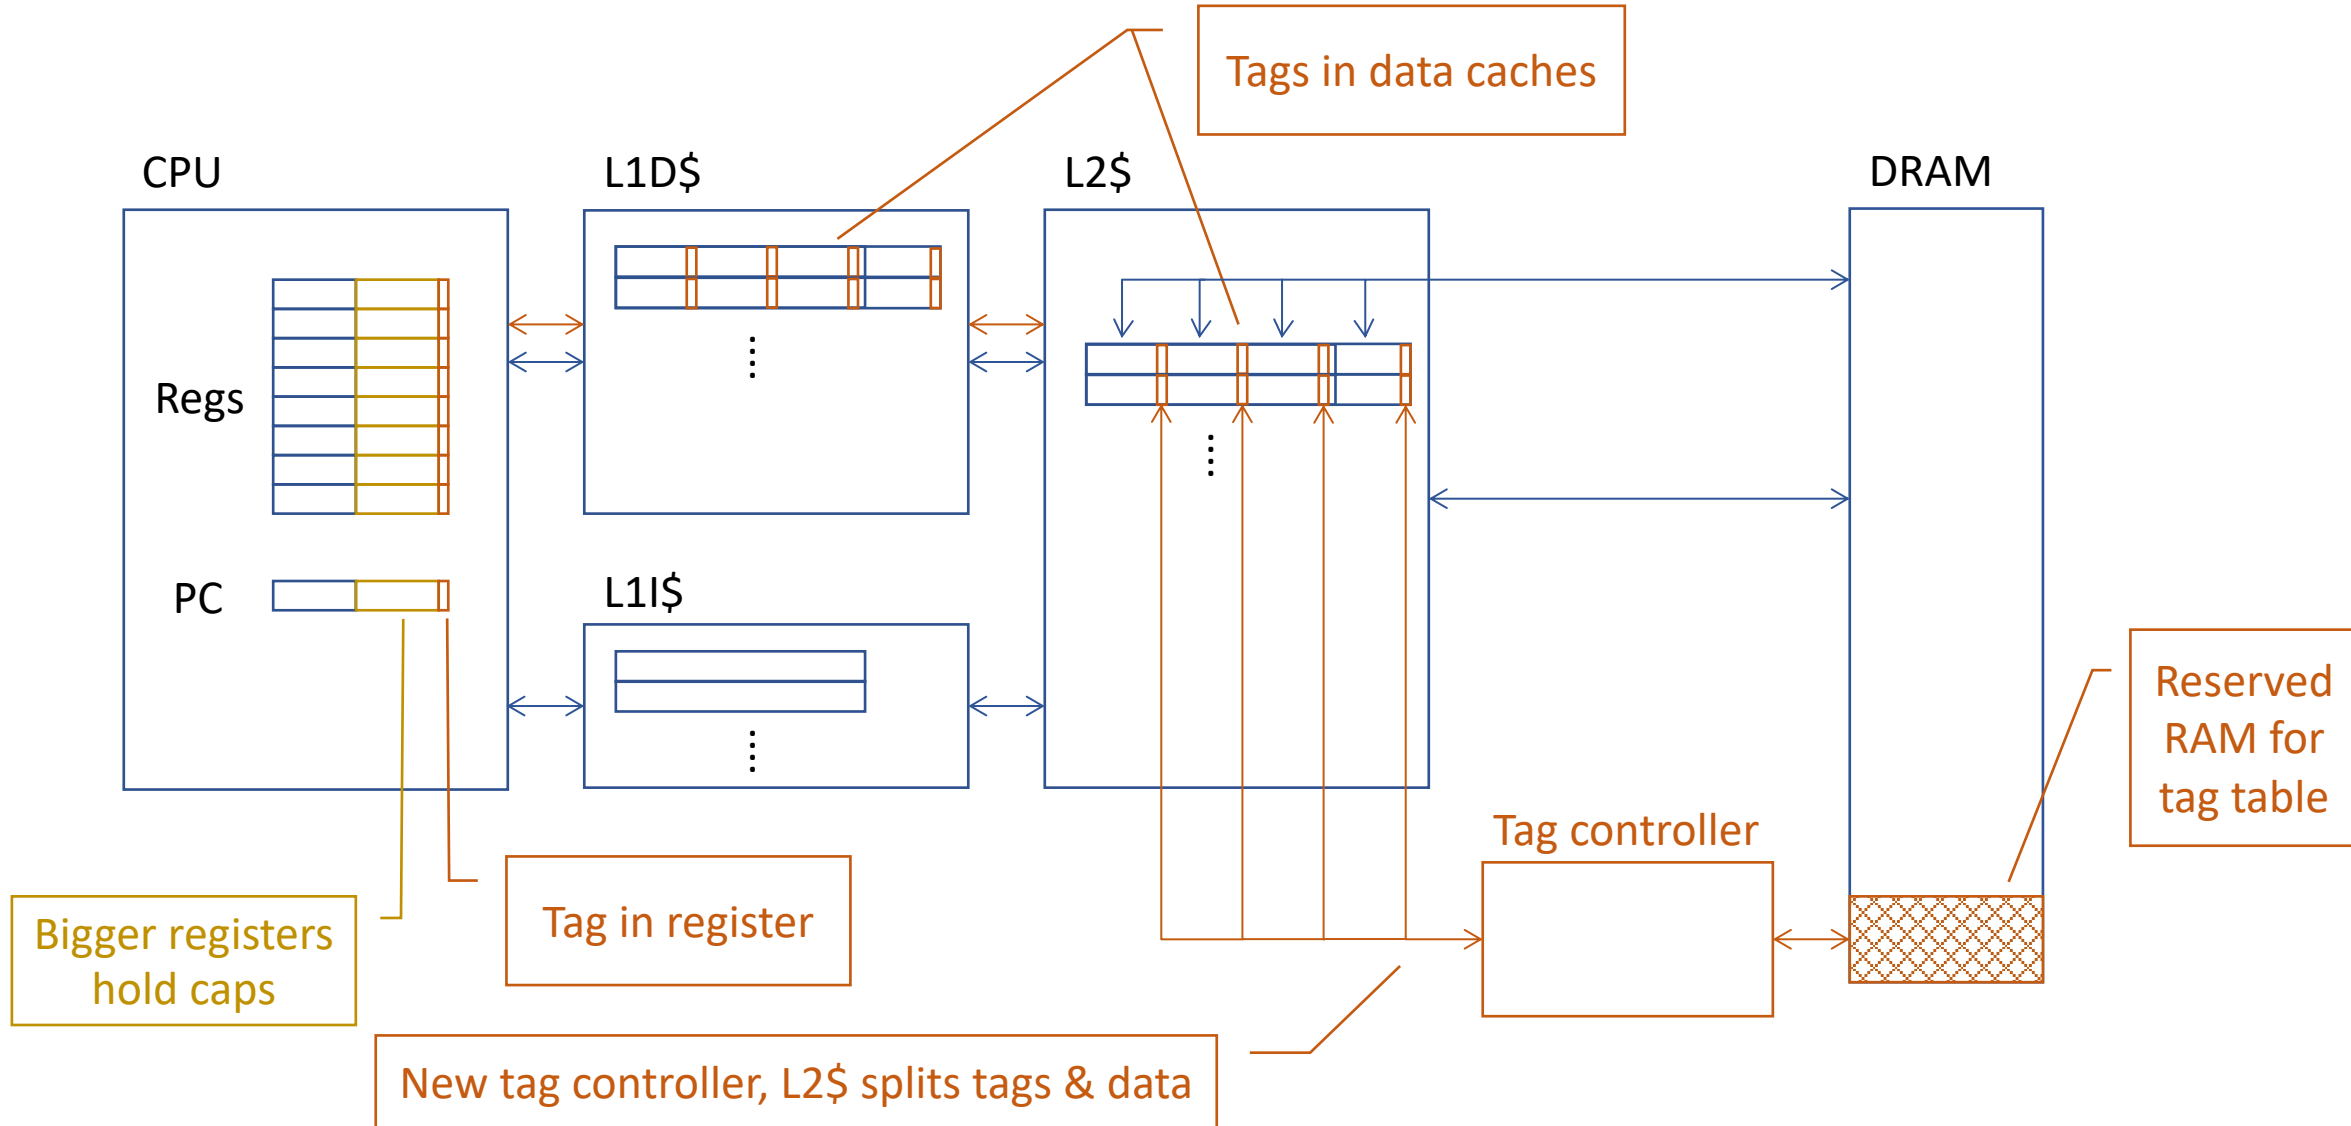 Tags in data caches
CPU
L1D$
L2$
DRAM
Regs
PC
L1I$
Reserved
RAM for
tag table
Tag controller
Tag in register
Bigger registers
hold caps
New tag controller, L2$ splits tags & data